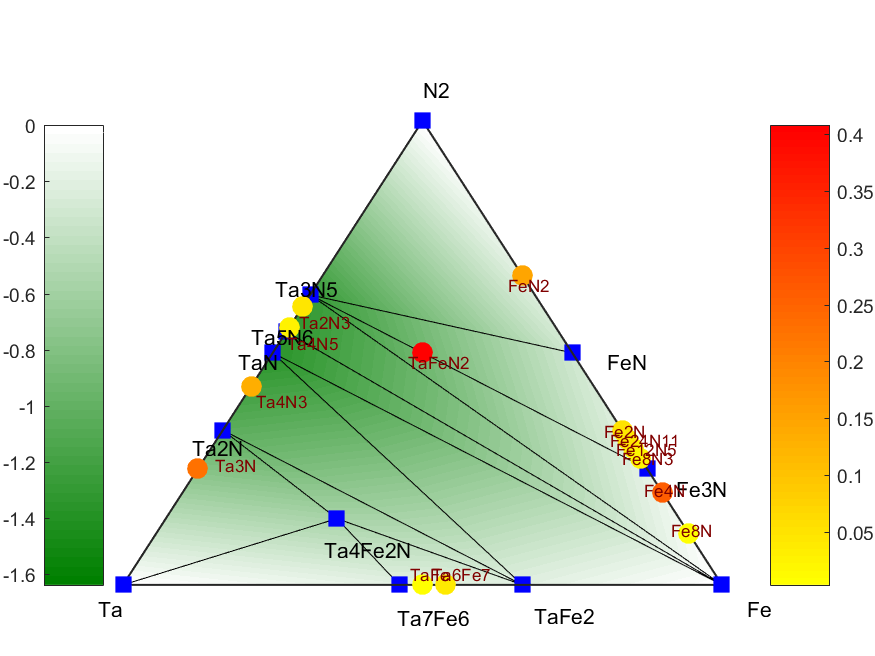 N2
0
-0.2
-0.4
-0.6
-0.8
-1
-1.2
-1.4
-1.6
0.4
0.35
0.3
0.25
0.2
0.15
0.1
0.05
Ta3N5
FeN2
Ta2N3
Ta5N6
Ta4N5
TaN
TaFeN2
FeN
Ta4N3
Fe2N
Fe24N11
Fe12N5
Fe8N3
Ta2N
Ta3N
Fe4N
Fe3N
Fe8N
Ta4Fe2N
TaFe
Ta6Fe7
Ta
Ta7Fe6
TaFe2
Fe